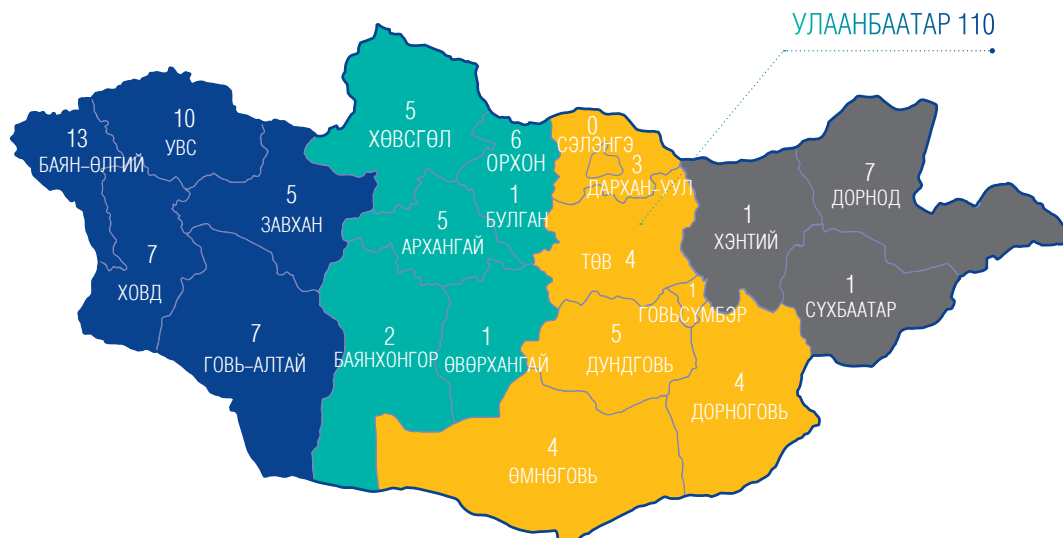 УЛААНБААТАР 110
13
БАЯН-ӨЛГИЙ
10
УВС
5
ЗАВХАН
7
ХОВД
7
ГОВЬ-АЛТАЙ
5
ХӨВСГӨЛ
6
ОРХОН
1
БУЛГАН
5
АРХАНГАЙ
2
БАЯНХОНГОР
1
ӨВӨРХАНГАЙ
0
СЭЛЭНГЭ
3
ДАРХАН-УУЛ
ТӨВ 4
1
ГОВЬСҮМБЭР
5
ДУНДГОВЬ
4
ДОРНОГОВЬ
4
ӨМНӨГОВЬ
1
ХЭНТИЙ
7
ДОРНОД
1
СҮХБААТАР